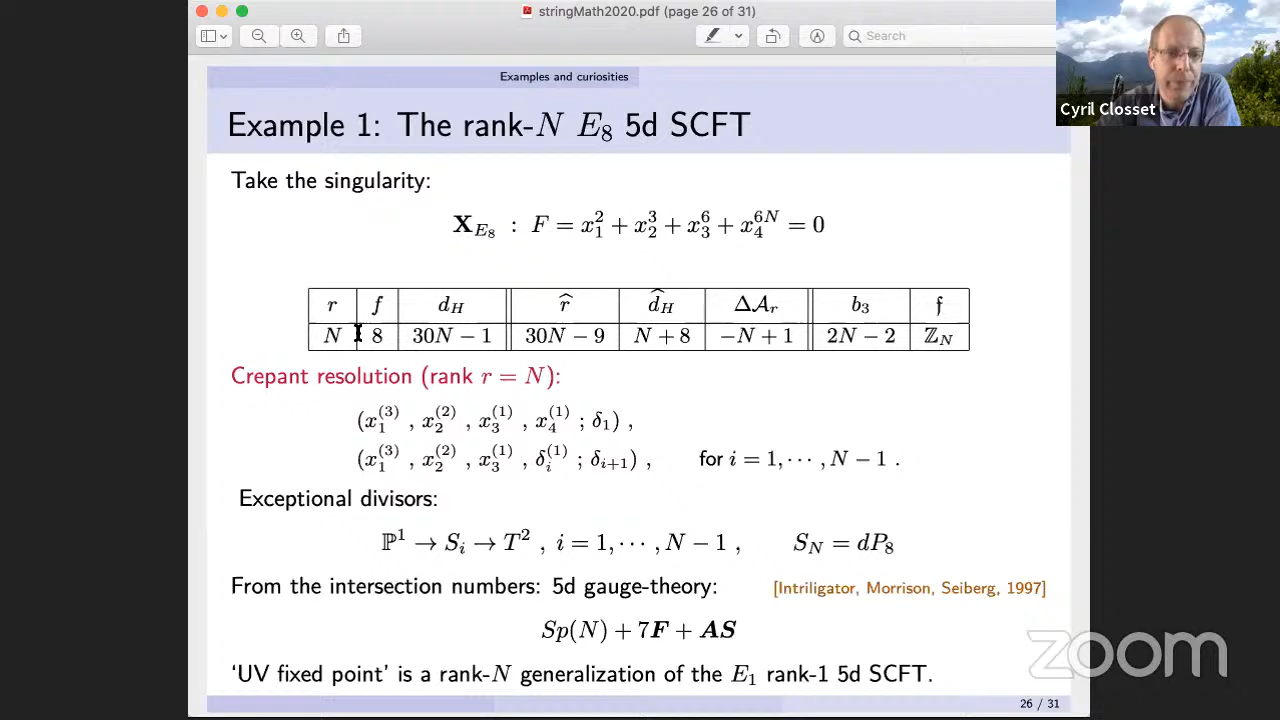 stringMath2020.pdf (page 26 of 31)
Search
Cyril Closset
Examples and curiosities
Example 1: The rank-N E₈ 5d SCFT
Take the singularity:
X_{E₈} : F = x₁² + x₂³ + x₃⁶ + x₄^{6N} = 0
r f d_H r̂ d̂_H ΔA_r b₃ 𝔣
N 8 30N − 1 30N − 9 N + 8 −N + 1 2N − 2 ℤ_N
Crepant resolution (rank r = N):
(x₁^{(3)} , x₂^{(2)} , x₃^{(1)} , x₄^{(1)} ; δ₁) ,
(x₁^{(3)} , x₂^{(2)} , x₃^{(1)} , δᵢ^{(1)} ; δ_{i+1}) , for i = 1, ⋯ , N − 1 .
Exceptional divisors:
ℙ¹ → Sᵢ → T² , i = 1, ⋯ , N − 1 , S_N = dP₈
From the intersection numbers: 5d gauge-theory: [Intriligator, Morrison, Seiberg, 1997]
Sp(N) + 7F + AS
‘UV fixed point’ is a rank-N generalization of the E₁ rank-1 5d SCFT.
zoom
26 / 31